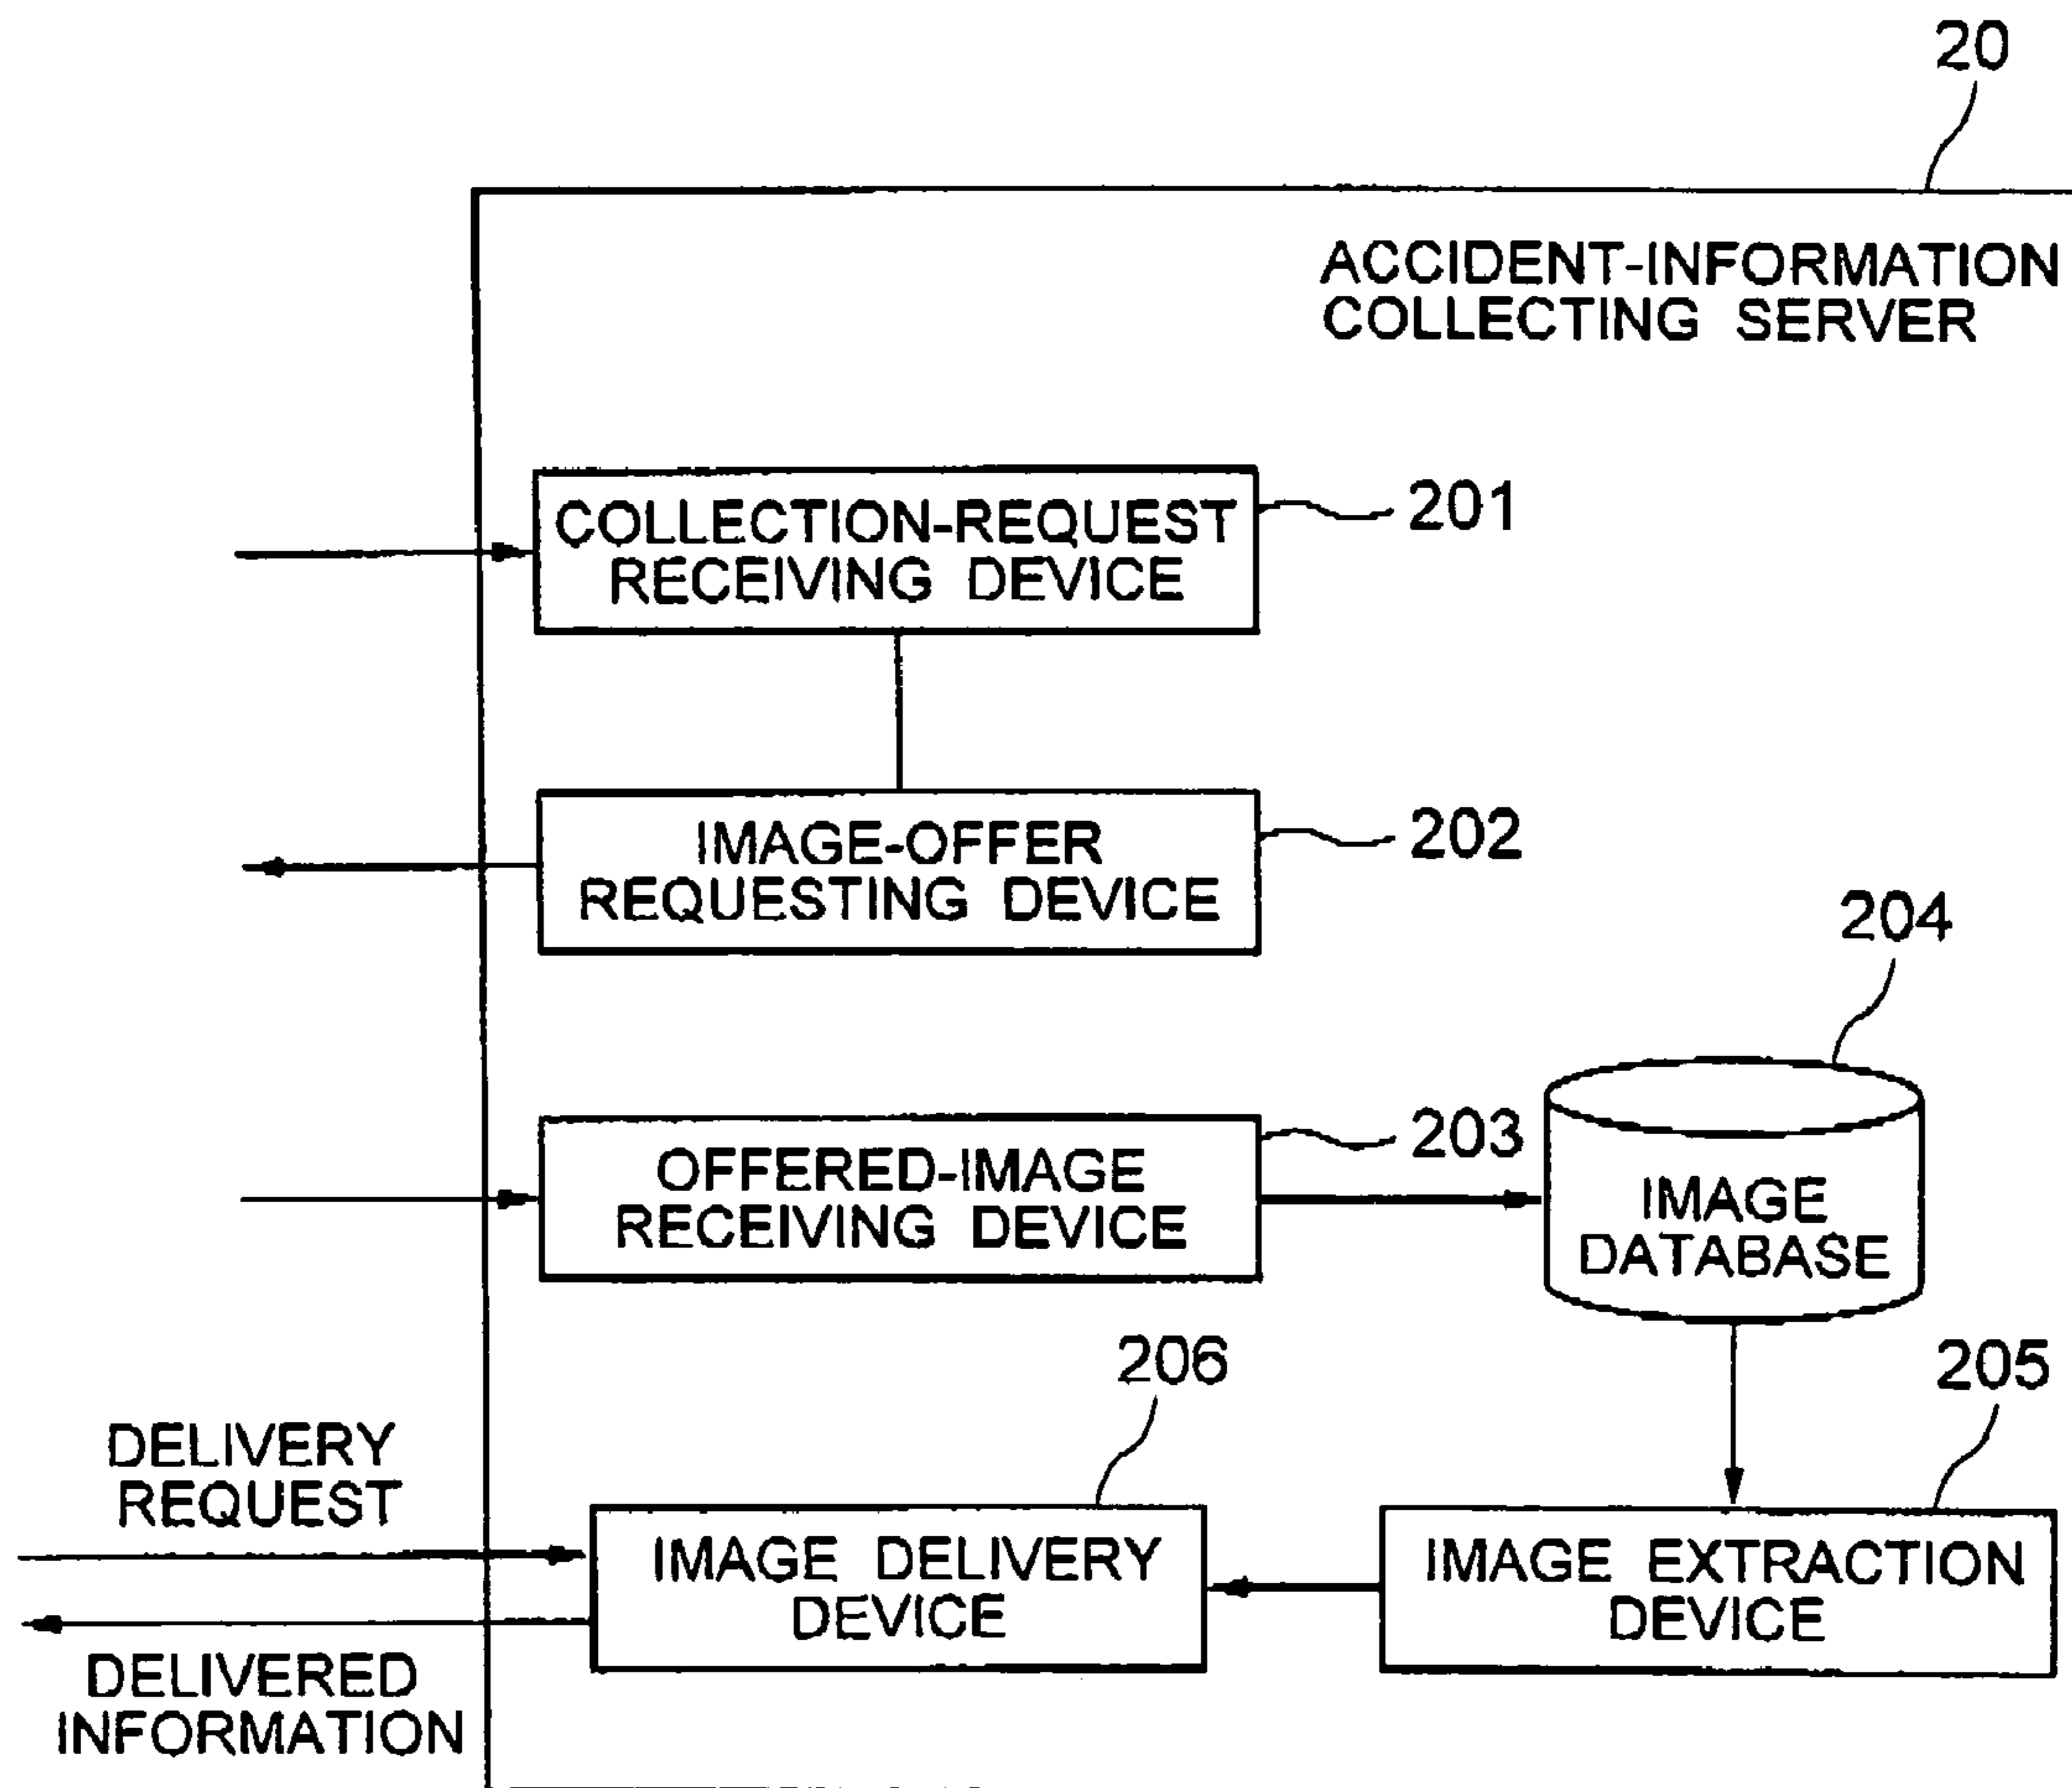 20
ACCIDENT-INFORMATION
COLLECTING SERVER
COLLECTION-REQUEST
RECEIVING DEVICE
201
IMAGE-OFFER
REQUESTING DEVICE
202
204
OFFERED-IMAGE
RECEIVING DEVICE
203
IMAGE
DATABASE
206
205
DELIVERY
REQUEST
IMAGE DELIVERY
DEVICE
IMAGE EXTRACTION
DEVICE
DELIVERED
INFORMATION